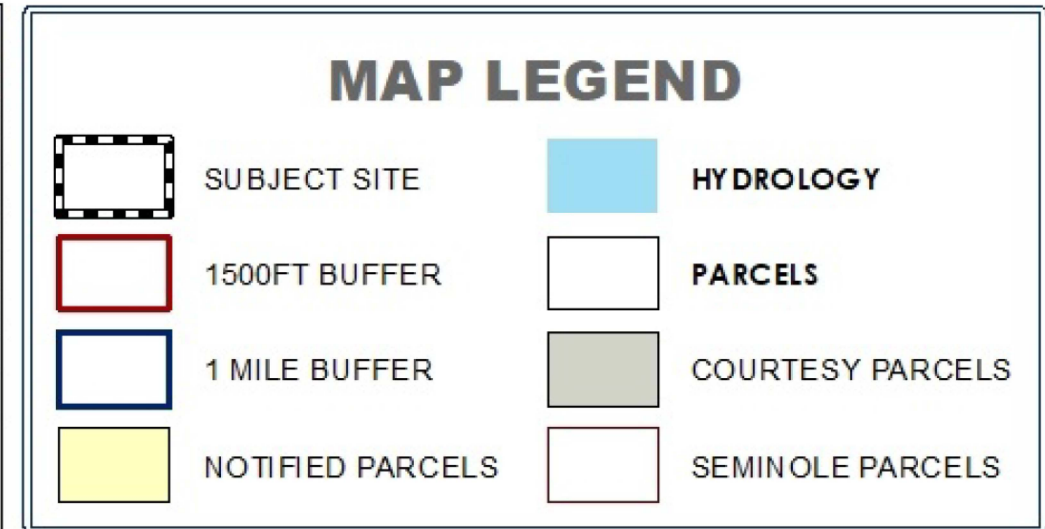 MAP LEGEND
SUBJECT SITE
HYDROLOGY
1500FT BUFFER
PARCELS
1 MILE BUFFER
COURTESY PARCELS
NOTIFIED PARCELS
SEMINOLE PARCELS